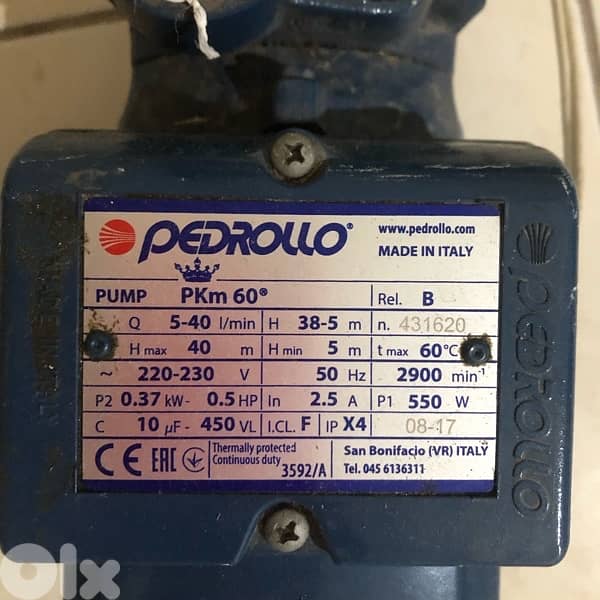 PEDROLLO® www.pedrollo.com
MADE IN ITALY
PUMP PKm 60® Rel. B
Q 5-40 l/min H 38-5 m n. 431620
H max 40 m H min 5 m t max 60°C
~ 220-230 V 50 Hz 2900 min⁻¹
P2 0.37 kW- 0.5 HP In 2.5 A P1 550 W
C 10 µF- 450 VL I.CL. F IP X4 08-17
CE EAC Thermally protected
Continuous duty 3592/A
San Bonifacio (VR) ITALY
Tel. 045 6136311
PEDROLLO
OLX